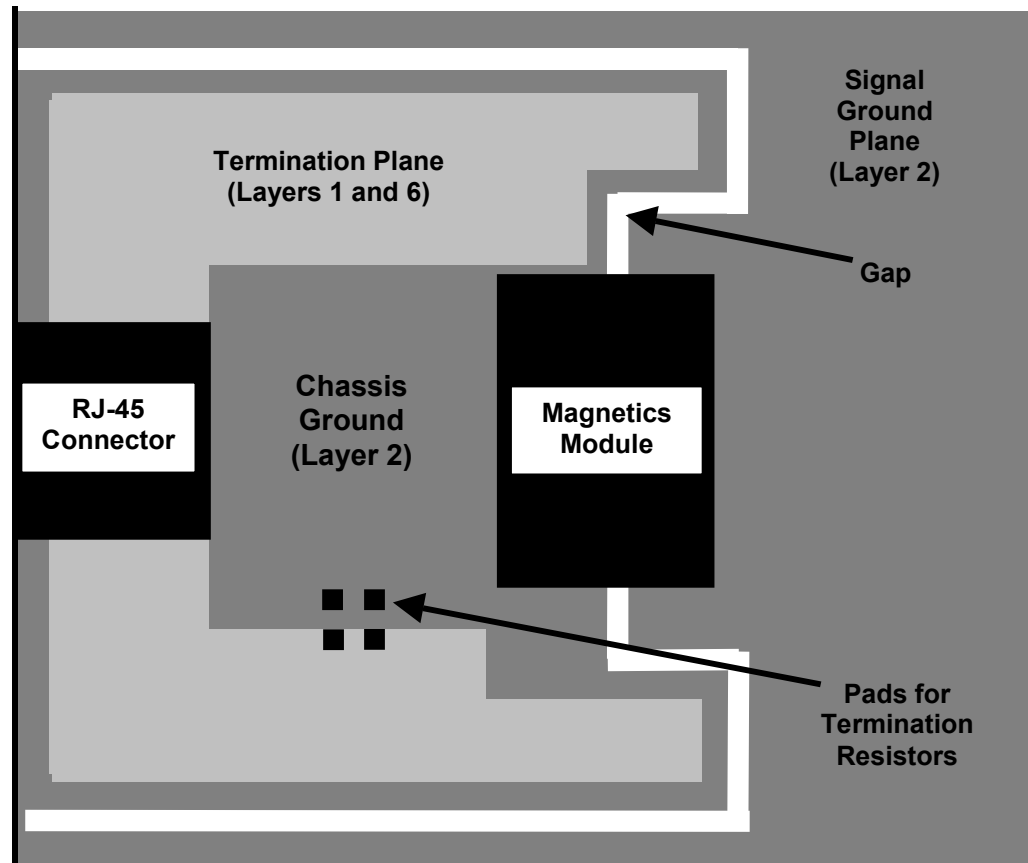 Signal
Ground
Plane
(Layer 2)
Termination Plane
(Layers 1 and 6)
Gap
Chassis
Ground
(Layer 2)
RJ-45
Connector
Magnetics
Module
Pads for
Termination
Resistors